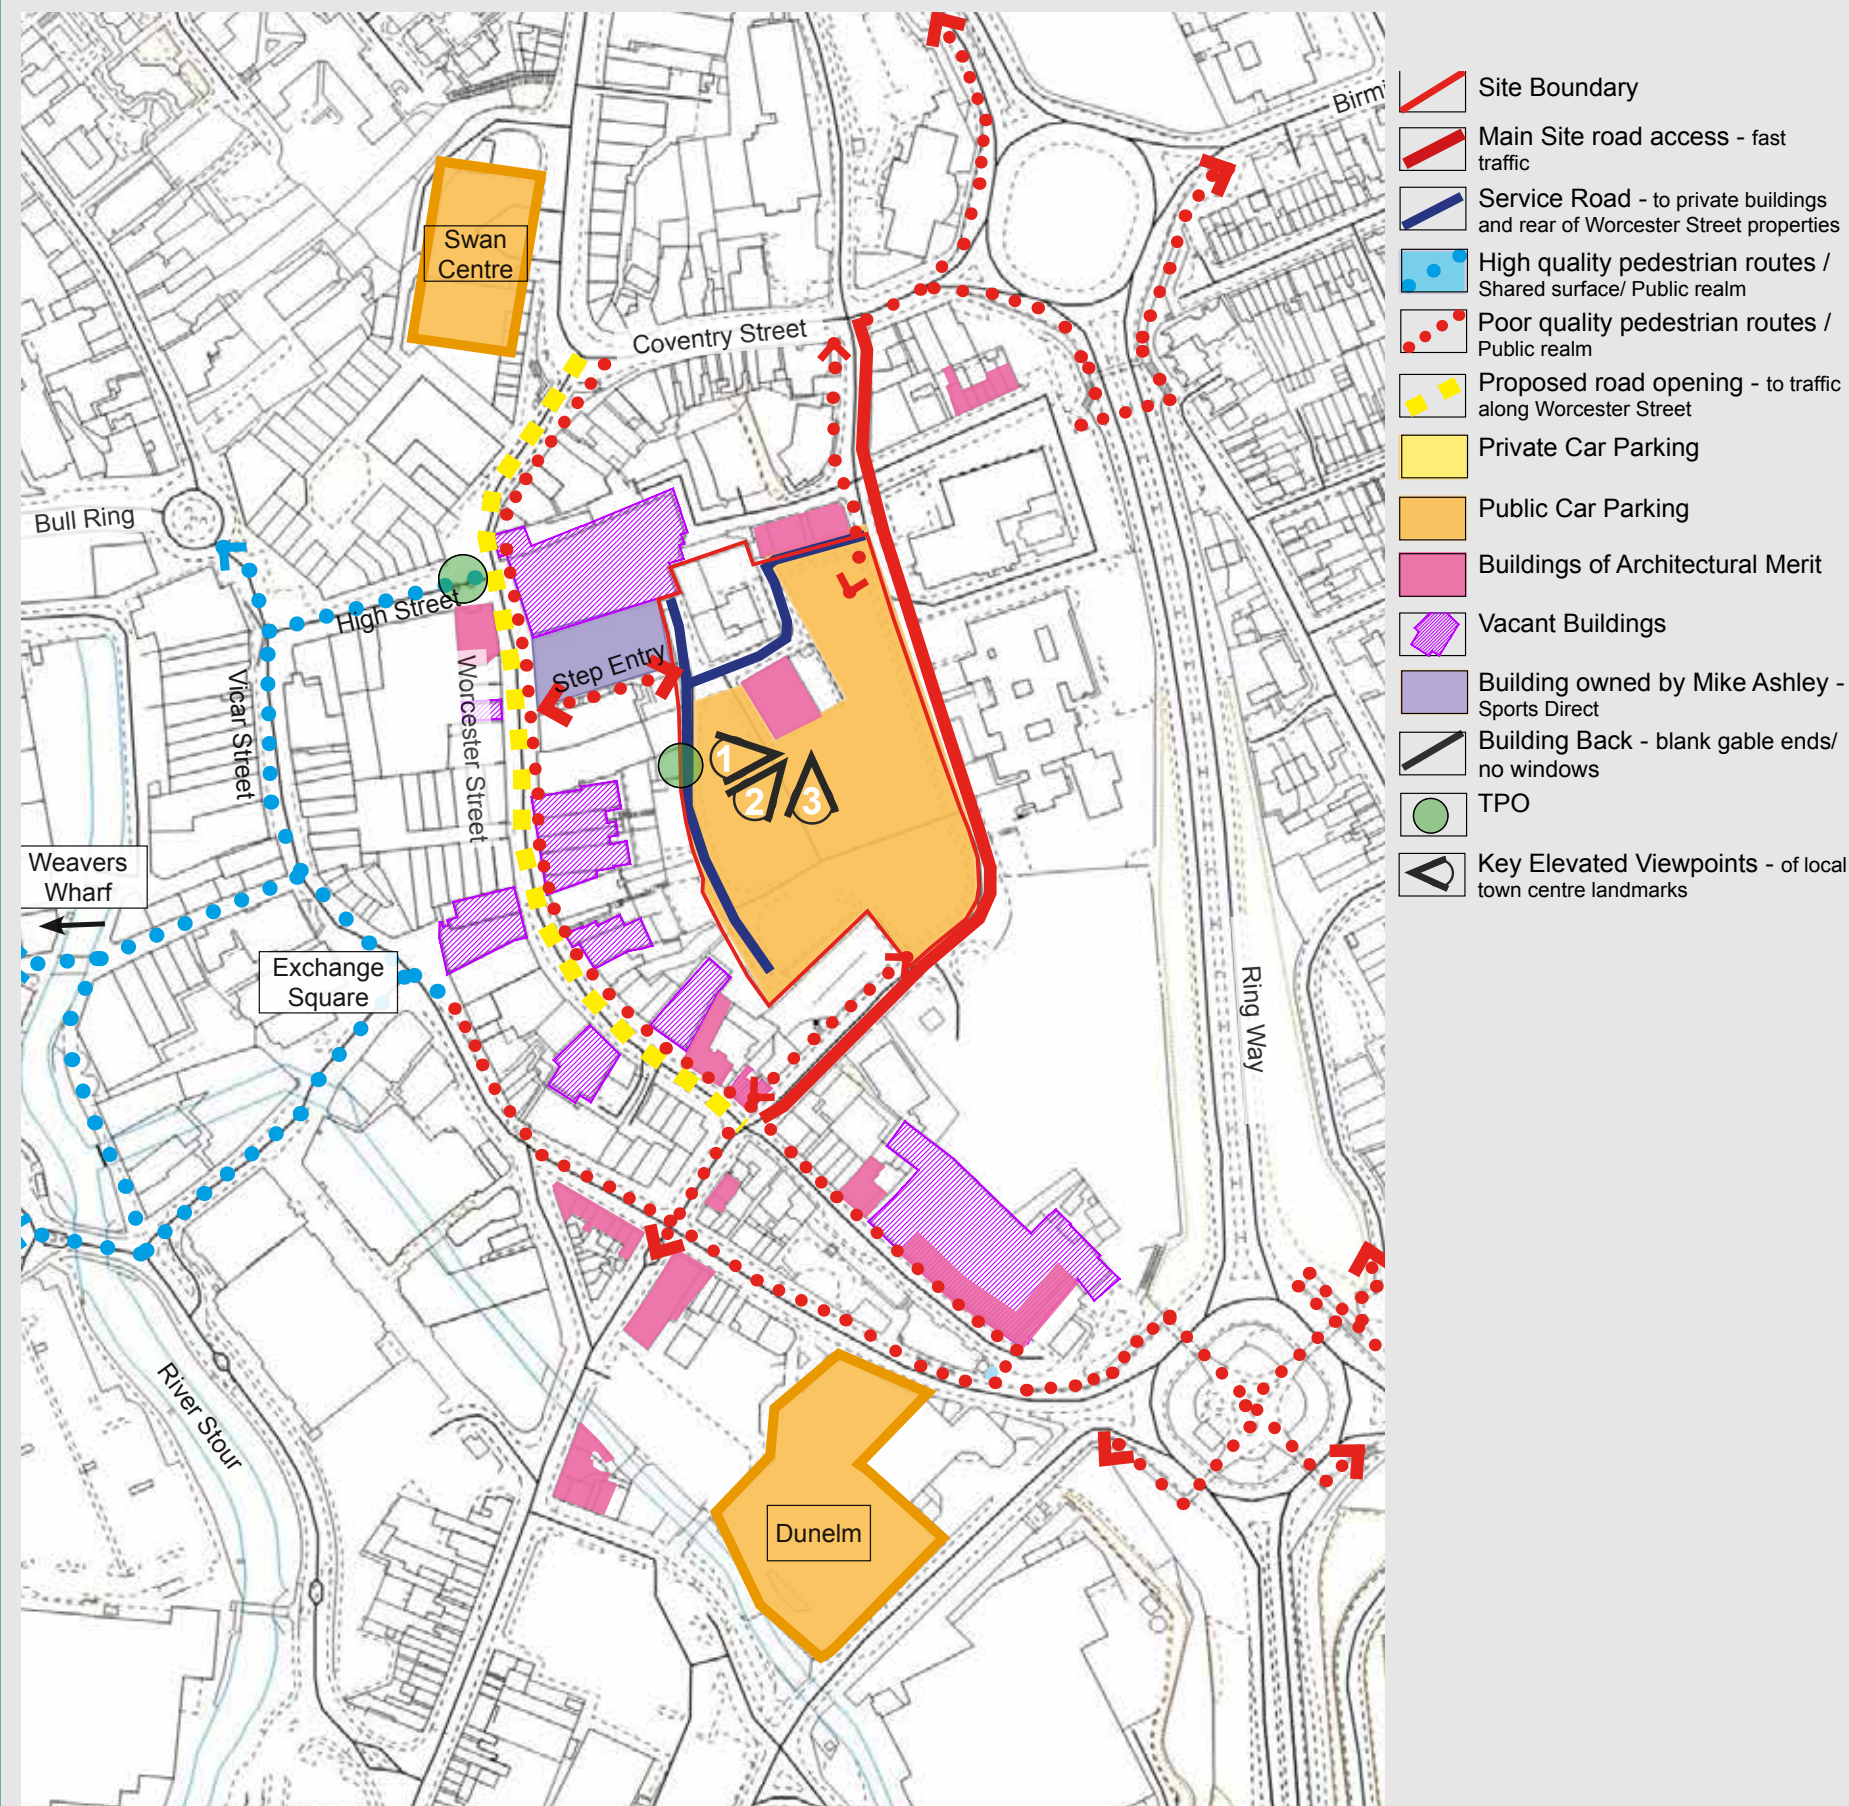 Birmi
Swan
Centre
Coventry Street
Bull Ring
High Street
Step Entry
Vicar Street
Worcester Street
1
2
3
Weavers
Wharf
Exchange
Square
Ring Way
River Stour
Dunelm
Site Boundary
Main Site road access - fast
traffic
Service Road - to private buildings
and rear of Worcester Street properties
High quality pedestrian routes /
Shared surface/ Public realm
Poor quality pedestrian routes /
Public realm
Proposed road opening - to traffic
along Worcester Street
Private Car Parking
Public Car Parking
Buildings of Architectural Merit
Vacant Buildings
Building owned by Mike Ashley -
Sports Direct
Building Back - blank gable ends/
no windows
TPO
Key Elevated Viewpoints - of local
town centre landmarks